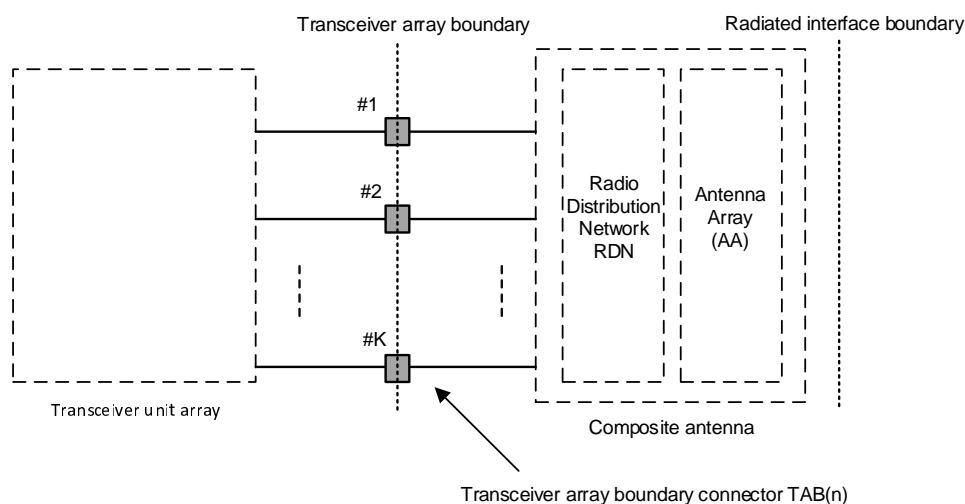 Transceiver array boundary
Radiated interface boundary
#1
#2
#K
Radio
Distribution
Network
RDN
Antenna
Array
(AA)
Transceiver unit array
Composite antenna
Transceiver array boundary connector TAB(n)